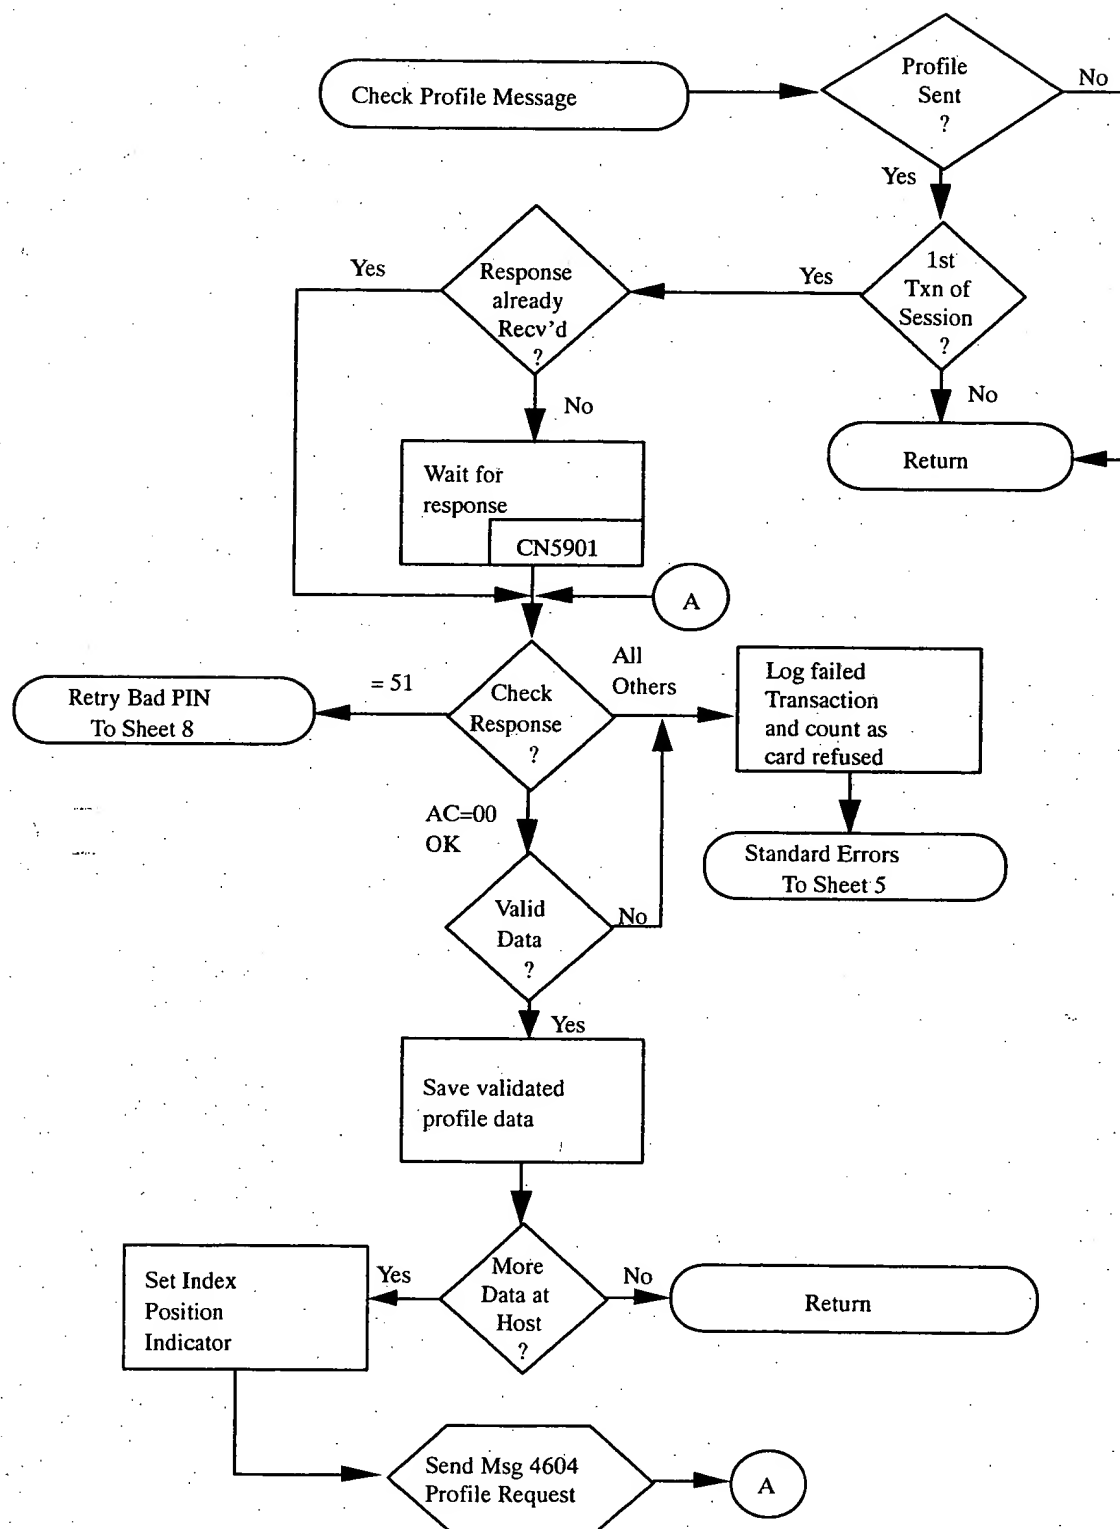 Check Profile Message
Profile
Sent
?
No
Yes
1st
Txn of
Session
?
Yes
No
Return
Response
already
Recv'd
?
Yes
No
Wait for
response
CN5901
A
Check
Response
?
= 51
Retry Bad PIN
To Sheet 8
All
Others
Log failed
Transaction
and count as
card refused
Standard Errors
To Sheet 5
AC=00
OK
Valid
Data
?
No
Yes
Save validated
profile data
More
Data at
Host
?
No
Return
Yes
Set Index
Position
Indicator
Send Msg 4604
Profile Request
A